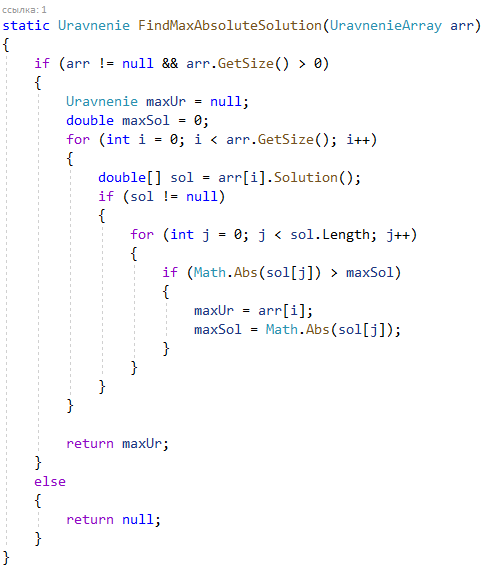 ссылка: 1
static Uravnenie FindMaxAbsoluteSolution(UravnenieArray arr)
{
    if (arr != null && arr.GetSize() > 0)
    {
        Uravnenie maxUr = null;
        double maxSol = 0;
        for (int i = 0; i < arr.GetSize(); i++)
        {
            double[] sol = arr[i].Solution();
            if (sol != null)
            {
                for (int j = 0; j < sol.Length; j++)
                {
                    if (Math.Abs(sol[j]) > maxSol)
                    {
                        maxUr = arr[i];
                        maxSol = Math.Abs(sol[j]);
                    }
                }
            }
        }

        return maxUr;
    }
    else
    {
        return null;
    }
}